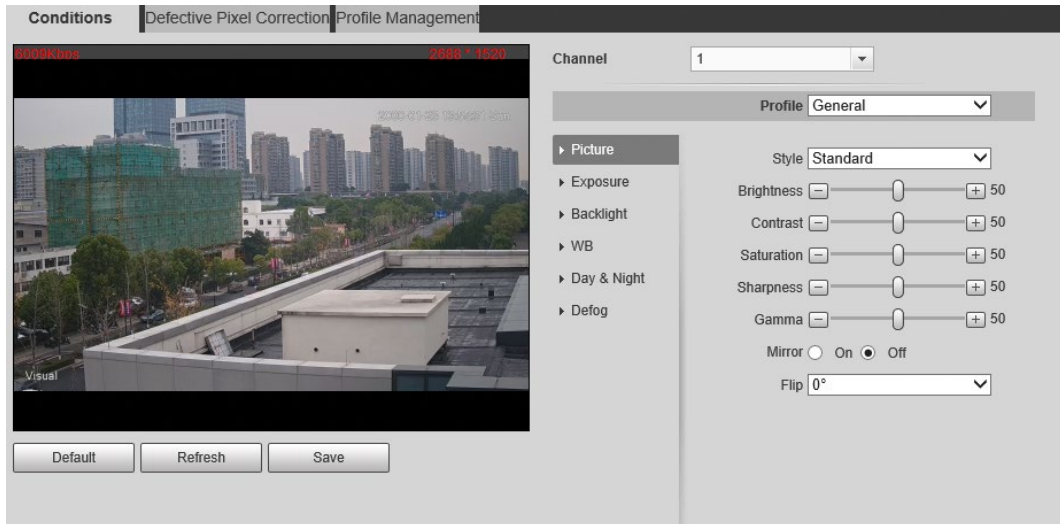 Conditions Defective Pixel Correction Profile Management
6009Kbps 2688 * 1520
Visual
Default Refresh Save
Channel 1
Profile General
Picture
Exposure
Backlight
WB
Day & Night
Defog
Style Standard
Brightness 50
Contrast 50
Saturation 50
Sharpness 50
Gamma 50
Mirror On Off
Flip 0°